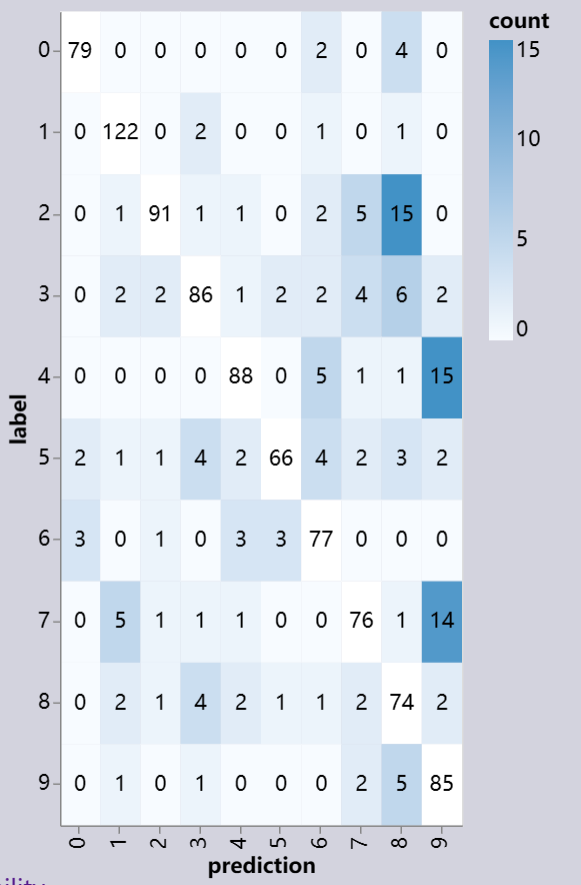 count
15
10
5
0
0 79 0 0 0 0 0 2 0 4 0
1 0 122 0 2 0 0 1 0 1 0
2 0 1 91 1 1 0 2 5 15 0
3 0 2 2 86 1 2 2 4 6 2
4 0 0 0 0 88 0 5 1 1 15
5 2 1 1 4 2 66 4 2 3 2
6 3 0 1 0 3 3 77 0 0 0
7 0 5 1 1 1 0 0 76 1 14
8 0 2 1 4 2 1 1 2 74 2
9 0 1 0 1 0 0 0 2 5 85
label
0 1 2 3 4 5 6 7 8 9
prediction